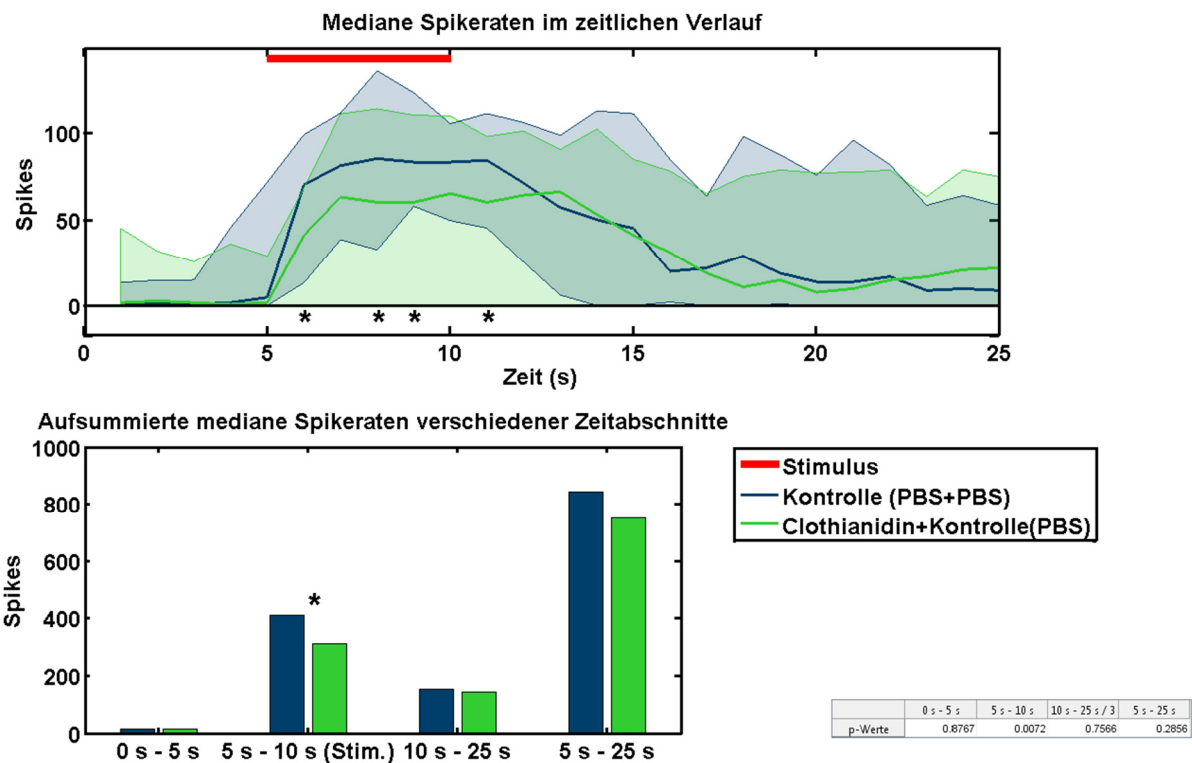 Mediane Spikeraten im zeitlichen Verlauf
Spikes
100
50
0
* * * *
0 5 10 15 20 25
Zeit (s)
Aufsummierte mediane Spikeraten verschiedener Zeitabschnitte
Spikes
1000
800
600
400
200
0
*
0 s - 5 s 5 s - 10 s (Stim.) 10 s - 25 s 5 s - 25 s
Stimulus
Kontrolle (PBS+PBS)
Clothianidin+Kontrolle(PBS)
0 s - 5 s 5 s - 10 s 10 s - 25 s / 3 5 s - 25 s
p-Werte 0.8767 0.0072 0.7566 0.2856